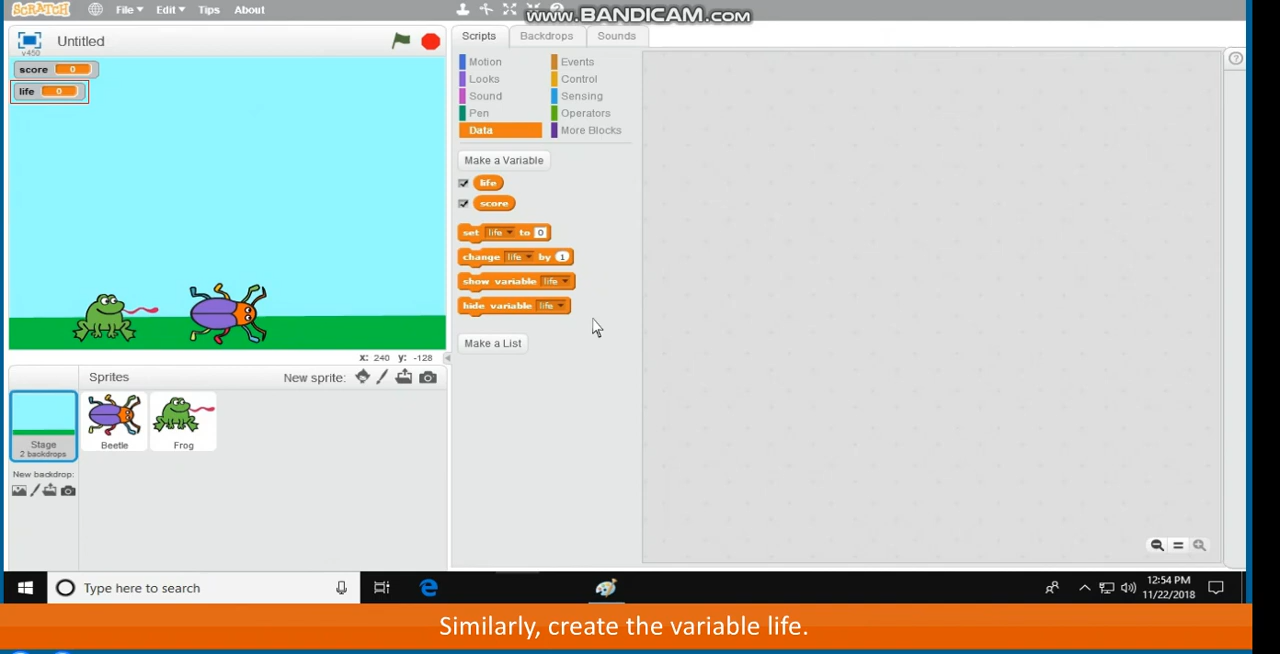 www.BANDICAM.com
SCRATCH File Edit Tips About
v450
Untitled
score 0
life 0
x: 240 y: -128
Sprites New sprite:
Stage
2 backdrops
New backdrop:
Beetle
Frog
Scripts Backdrops Sounds
Motion Events
Looks Control
Sound Sensing
Pen Operators
Data More Blocks
Make a Variable
life
score
set life to 0
change life by 1
show variable life
hide variable life
Make a List
Type here to search
12:54 PM
11/22/2018
Similarly, create the variable life.